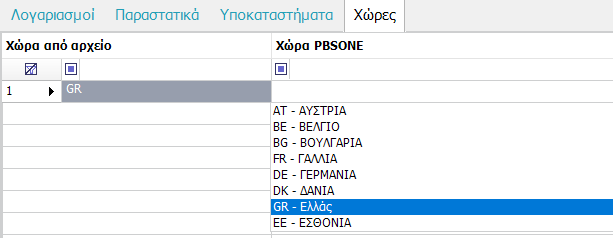 Λογαριασμοί Παραστατικά Υποκαταστήματα Χώρες
Χώρα από αρχείο Χώρα PBSONE
1 GR
AT - ΑΥΣΤΡΙΑ
BE - ΒΕΛΓΙΟ
BG - ΒΟΥΛΓΑΡΙΑ
FR - ΓΑΛΛΙΑ
DE - ΓΕΡΜΑΝΙΑ
DK - ΔΑΝΙΑ
GR - Ελλάς
EE - ΕΣΘΟΝΙΑ